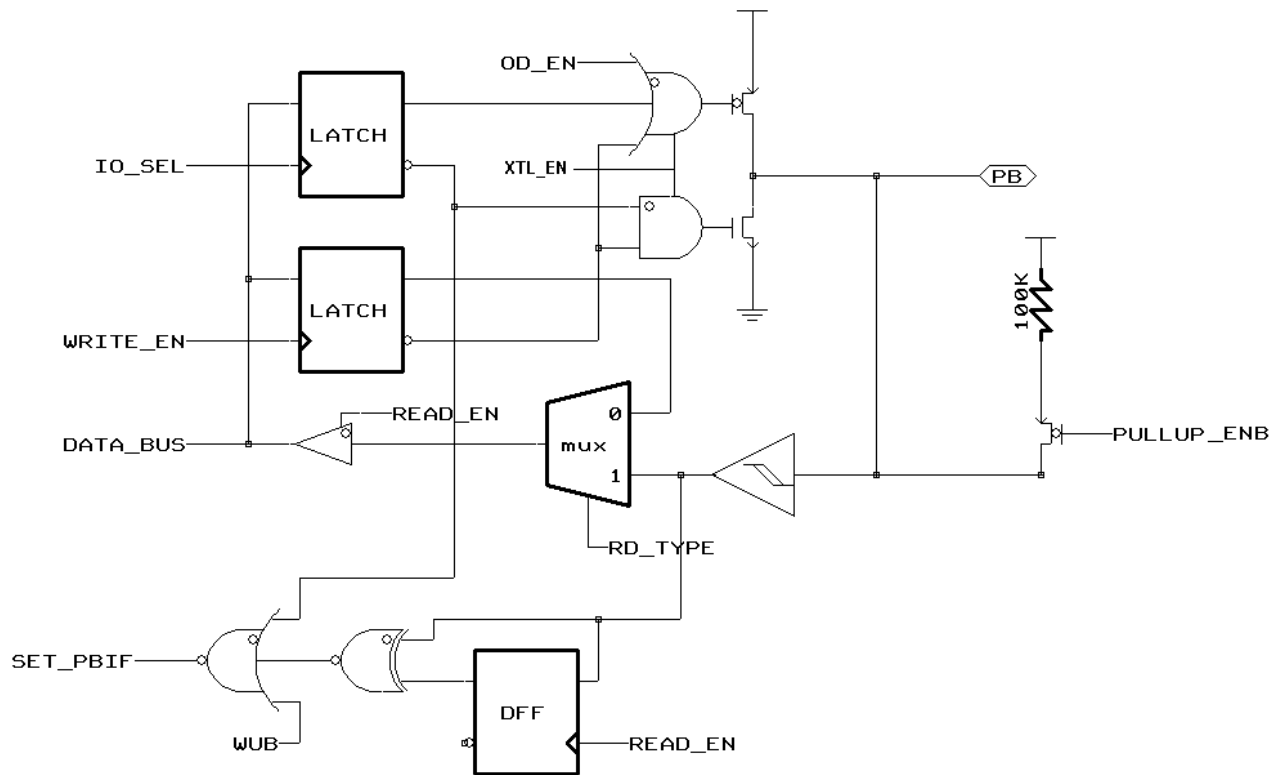 OD_EN
LATCH
IO_SEL
XTL_EN
PB
LATCH
WRITE_EN
100K
READ_EN
0
DATA_BUS
mux
PULLUP_ENB
1
RD_TYPE
SET_PBIF
DFF
WUB
READ_EN